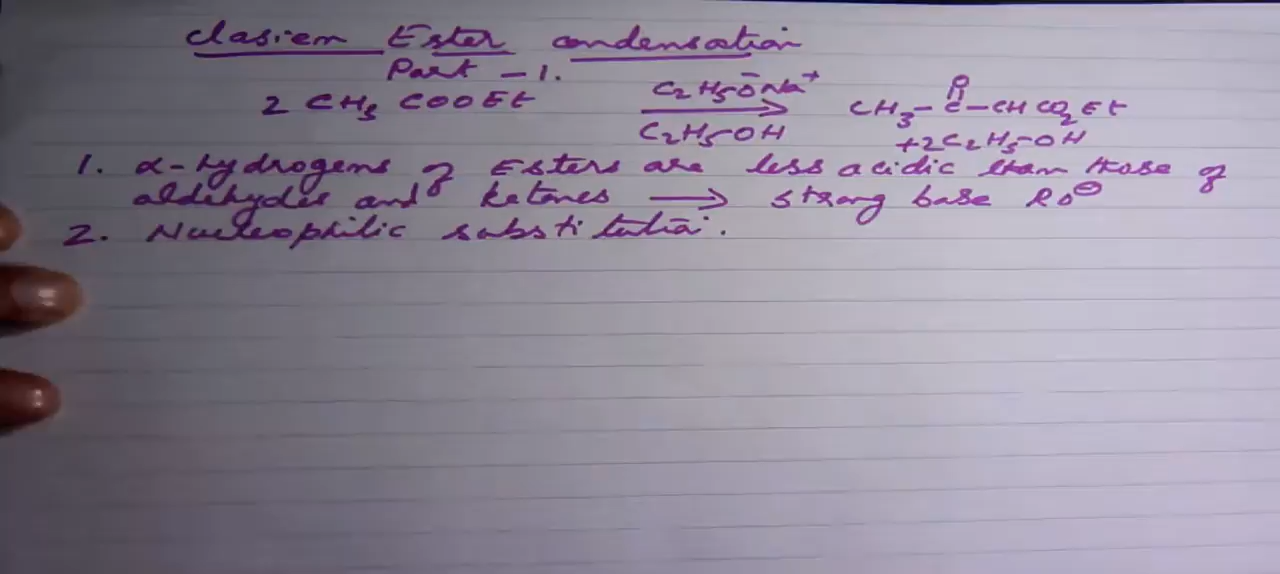 Clasiem Ester condensation
Part - 1.
2 CH₃ COOEt C₂H₅O⁻Na⁺ / C₂H₅-OH → CH₃-C(=O)-CH CO₂Et
+2C₂H₅-OH
1. α-hydrogens of Esters are less acidic than those of
aldehydes and ketones → strong base RO⊖
2. Nucleophilic substitution.